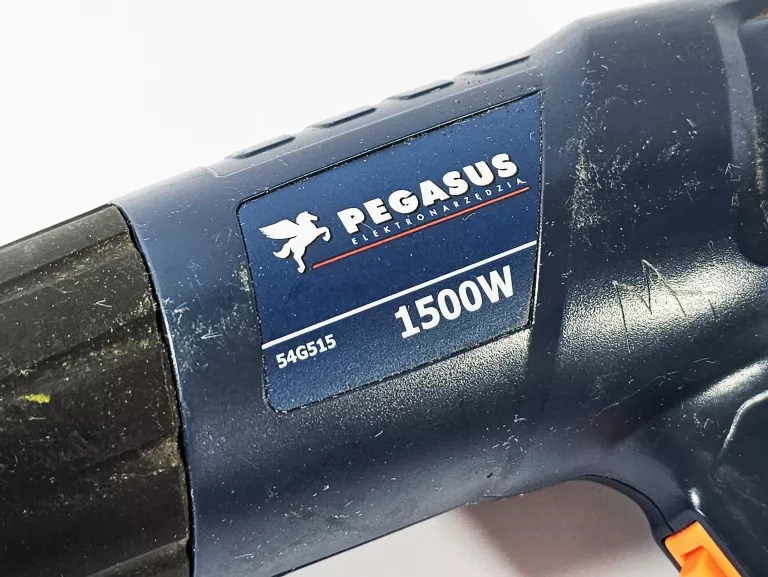 PEGASUS
ELEKTRONARZĘDZIA
1500W
54G515
M